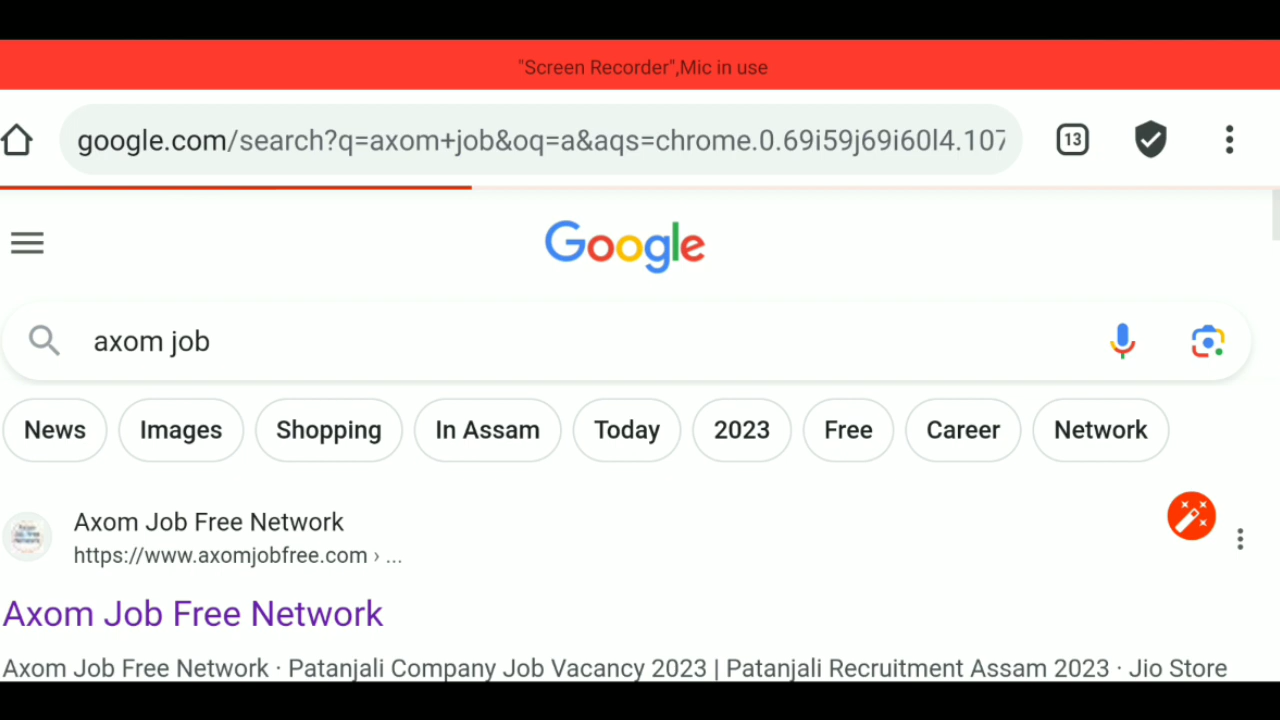 "Screen Recorder",Mic in use
google.com/search?q=axom+job&oq=a&aqs=chrome.0.69i59j69i60l4.107
13
Google
axom job
News Images Shopping In Assam Today 2023 Free Career Network
Axom Job Free Network
https://www.axomjobfree.com › ...
Axom Job Free Network
Axom Job Free Network · Patanjali Company Job Vacancy 2023 | Patanjali Recruitment Assam 2023 · Jio Store